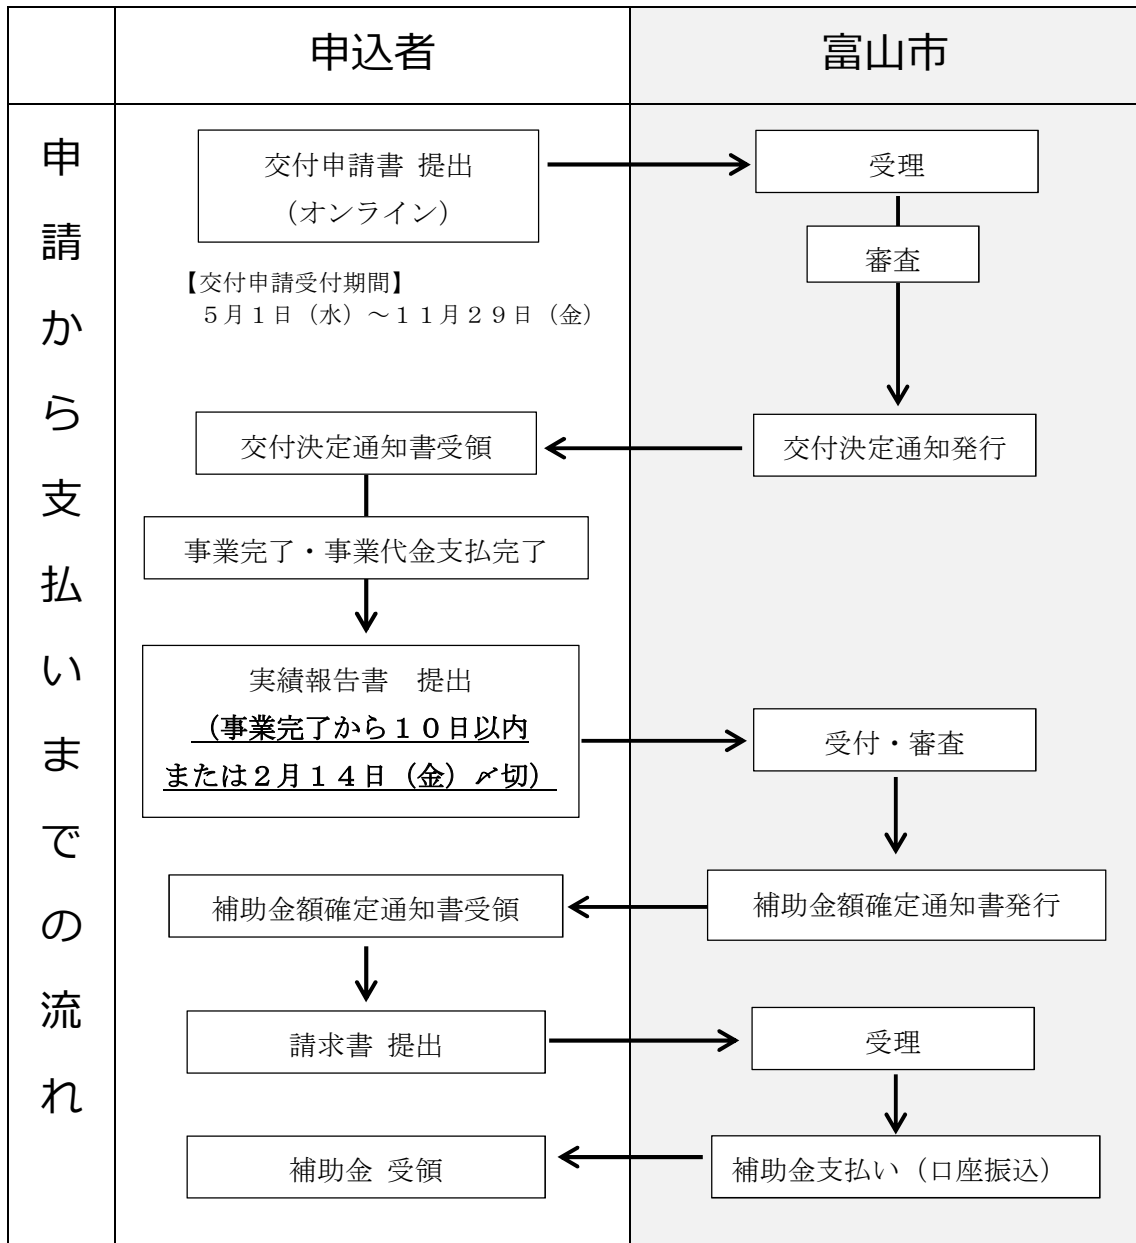 申込者
富山市
申請から支払いまでの流れ
交付申請書 提出
（オンライン）
受理
審査
【交付申請受付期間】
５月１日（水）～１１月２９日（金）
交付決定通知書受領
交付決定通知発行
事業完了・事業代金支払完了
実績報告書　提出
（事業完了から１０日以内
または２月１４日（金）〆切）
受付・審査
補助金額確定通知書受領
補助金額確定通知書発行
請求書 提出
受理
補助金 受領
補助金支払い（口座振込）